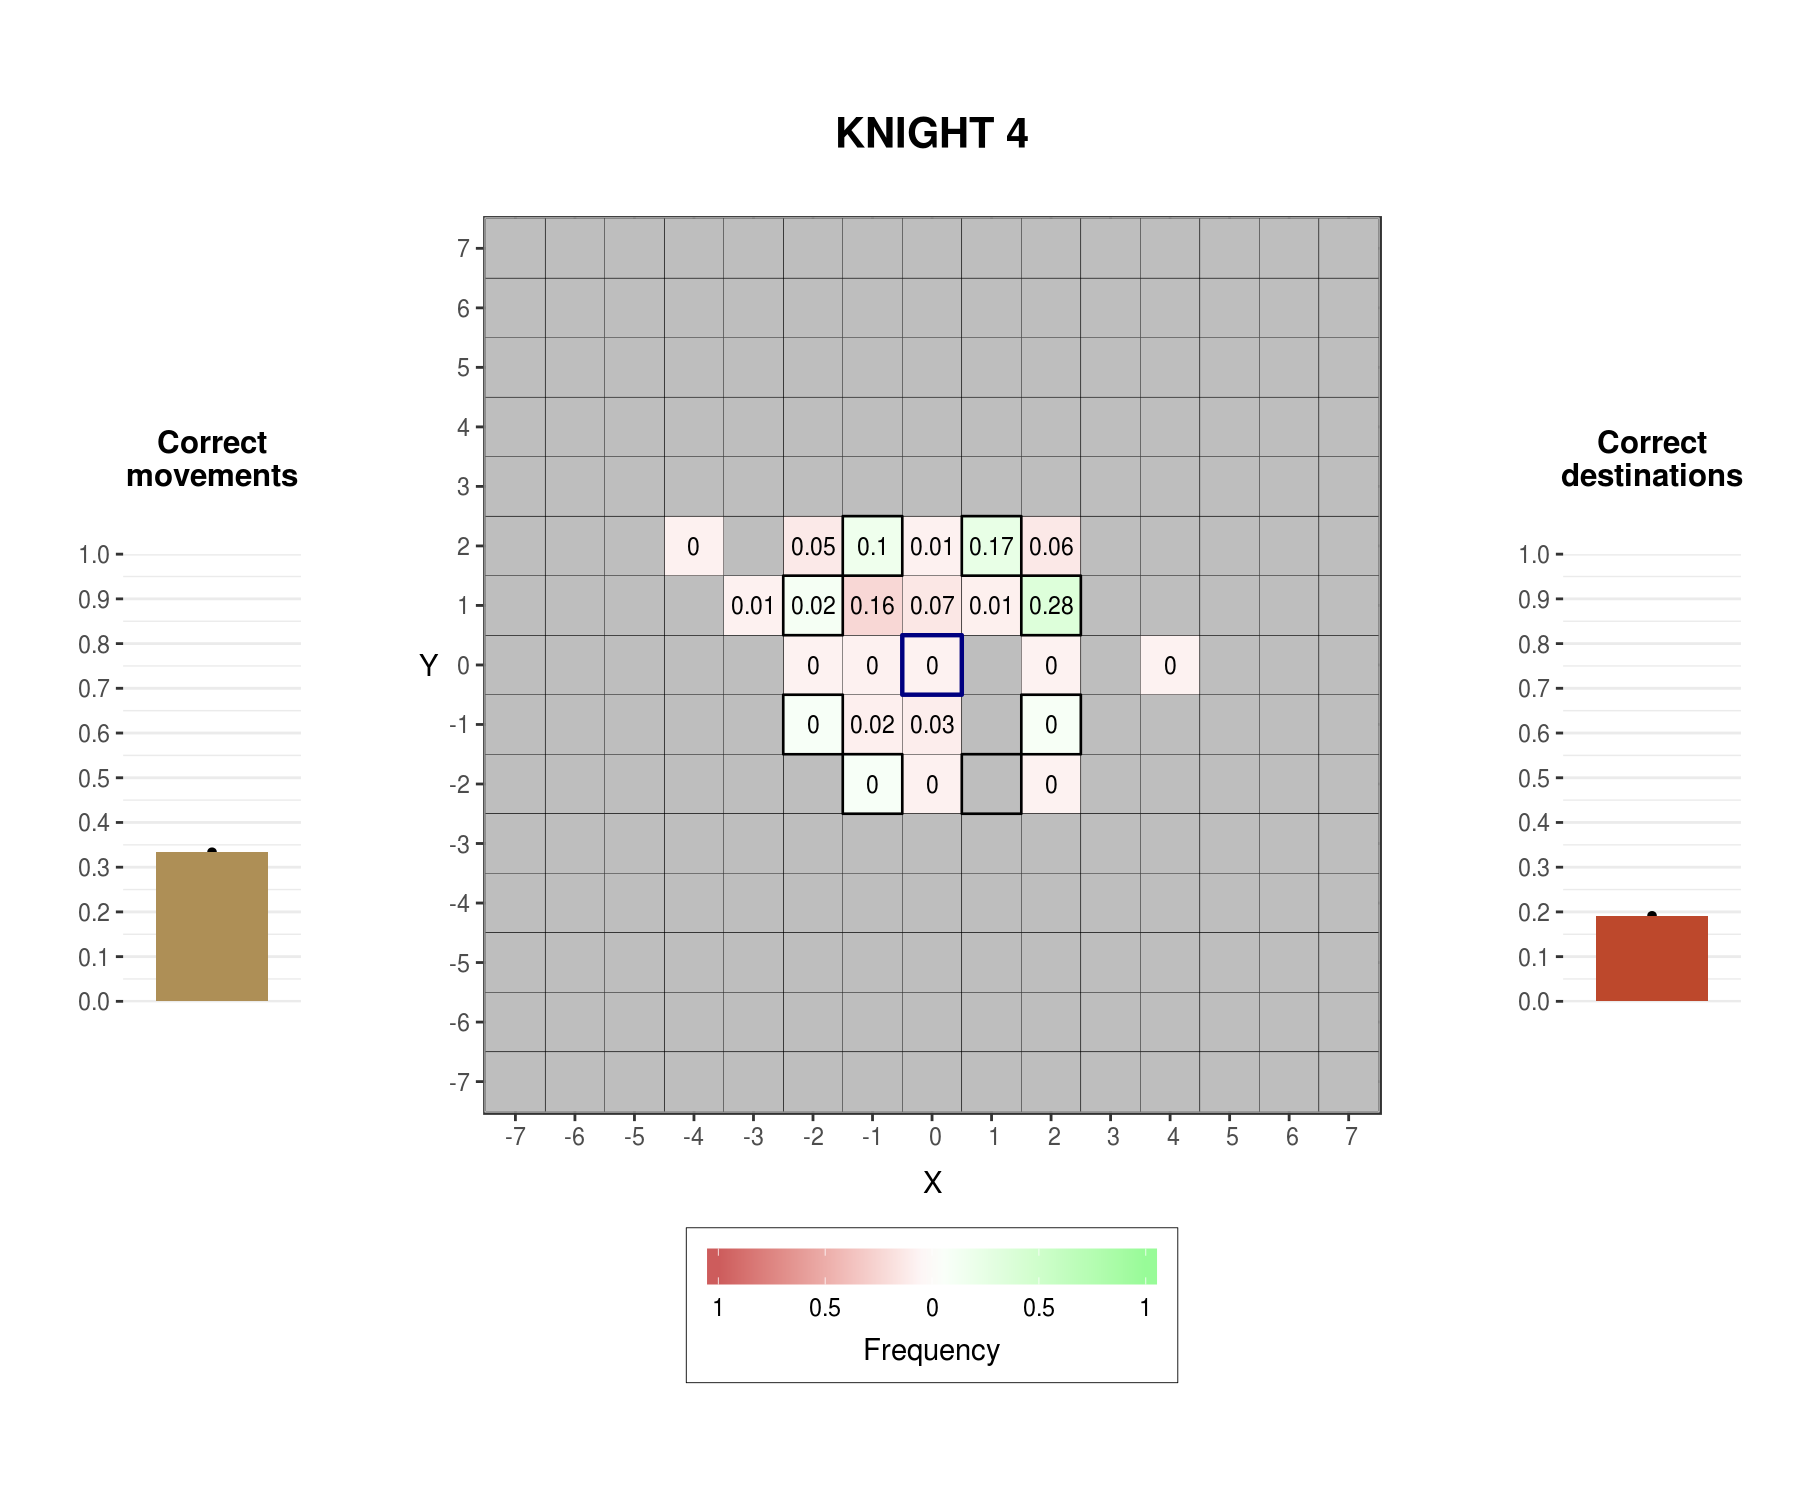 KNIGHT 4
Correct
movements
1.0
0.9
0.8
0.7
0.6
0.5
0.4
0.3
0.2
0.1
0.0
Y
7
6
5
4
3
2
1
0
-1
-2
-3
-4
-5
-6
-7
0 0.05 0.1 0.01 0.17 0.06
0.01 0.02 0.16 0.07 0.01 0.28
0 0 0 0 0
0 0.02 0.03 0
0 0 0
-7 -6 -5 -4 -3 -2 -1 0 1 2 3 4 5 6 7
X
Correct
destinations
1.0
0.9
0.8
0.7
0.6
0.5
0.4
0.3
0.2
0.1
0.0
1 0.5 0 0.5 1
Frequency